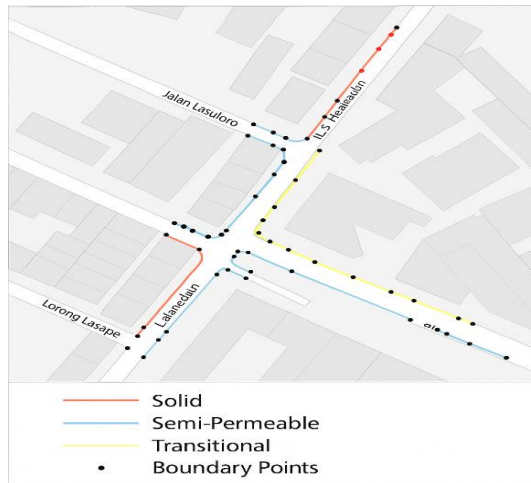 Jalan Lasuloro
Lorong Lasape
Solid
Semi-Permeable
Transitional
Boundary Points